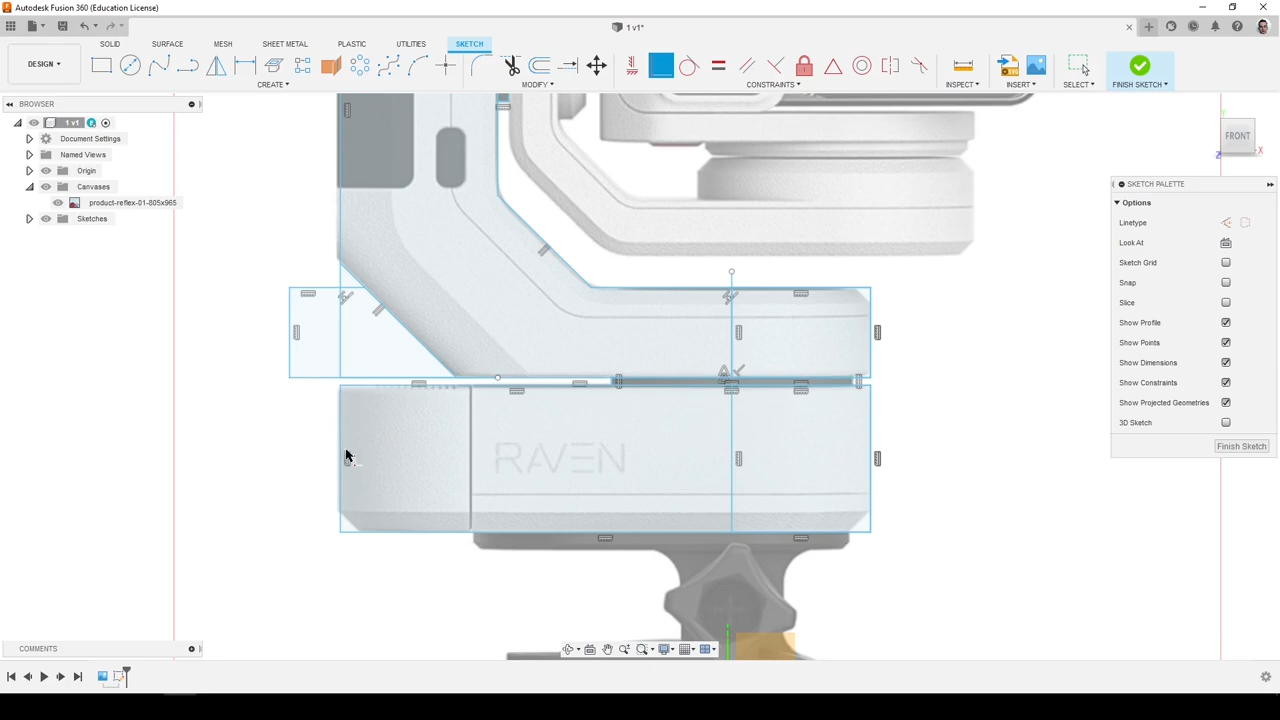 Autodesk Fusion 360 (Education License)
1 v1*
SOLID
SURFACE
MESH
SHEET METAL
PLASTIC
UTILITIES
SKETCH
DESIGN
CREATE
MODIFY
CONSTRAINTS
INSPECT
INSERT
SELECT
FINISH SKETCH
BROWSER
1 v1
Document Settings
Named Views
Origin
Canvases
product-reflex-01-805x965
Sketches
FRONT
Y
Z
X
SKETCH PALETTE
Options
Linetype
Look At
Sketch Grid
Snap
Slice
Show Profile
Show Points
Show Dimensions
Show Constraints
Show Projected Geometries
3D Sketch
Finish Sketch
RAVEN
COMMENTS